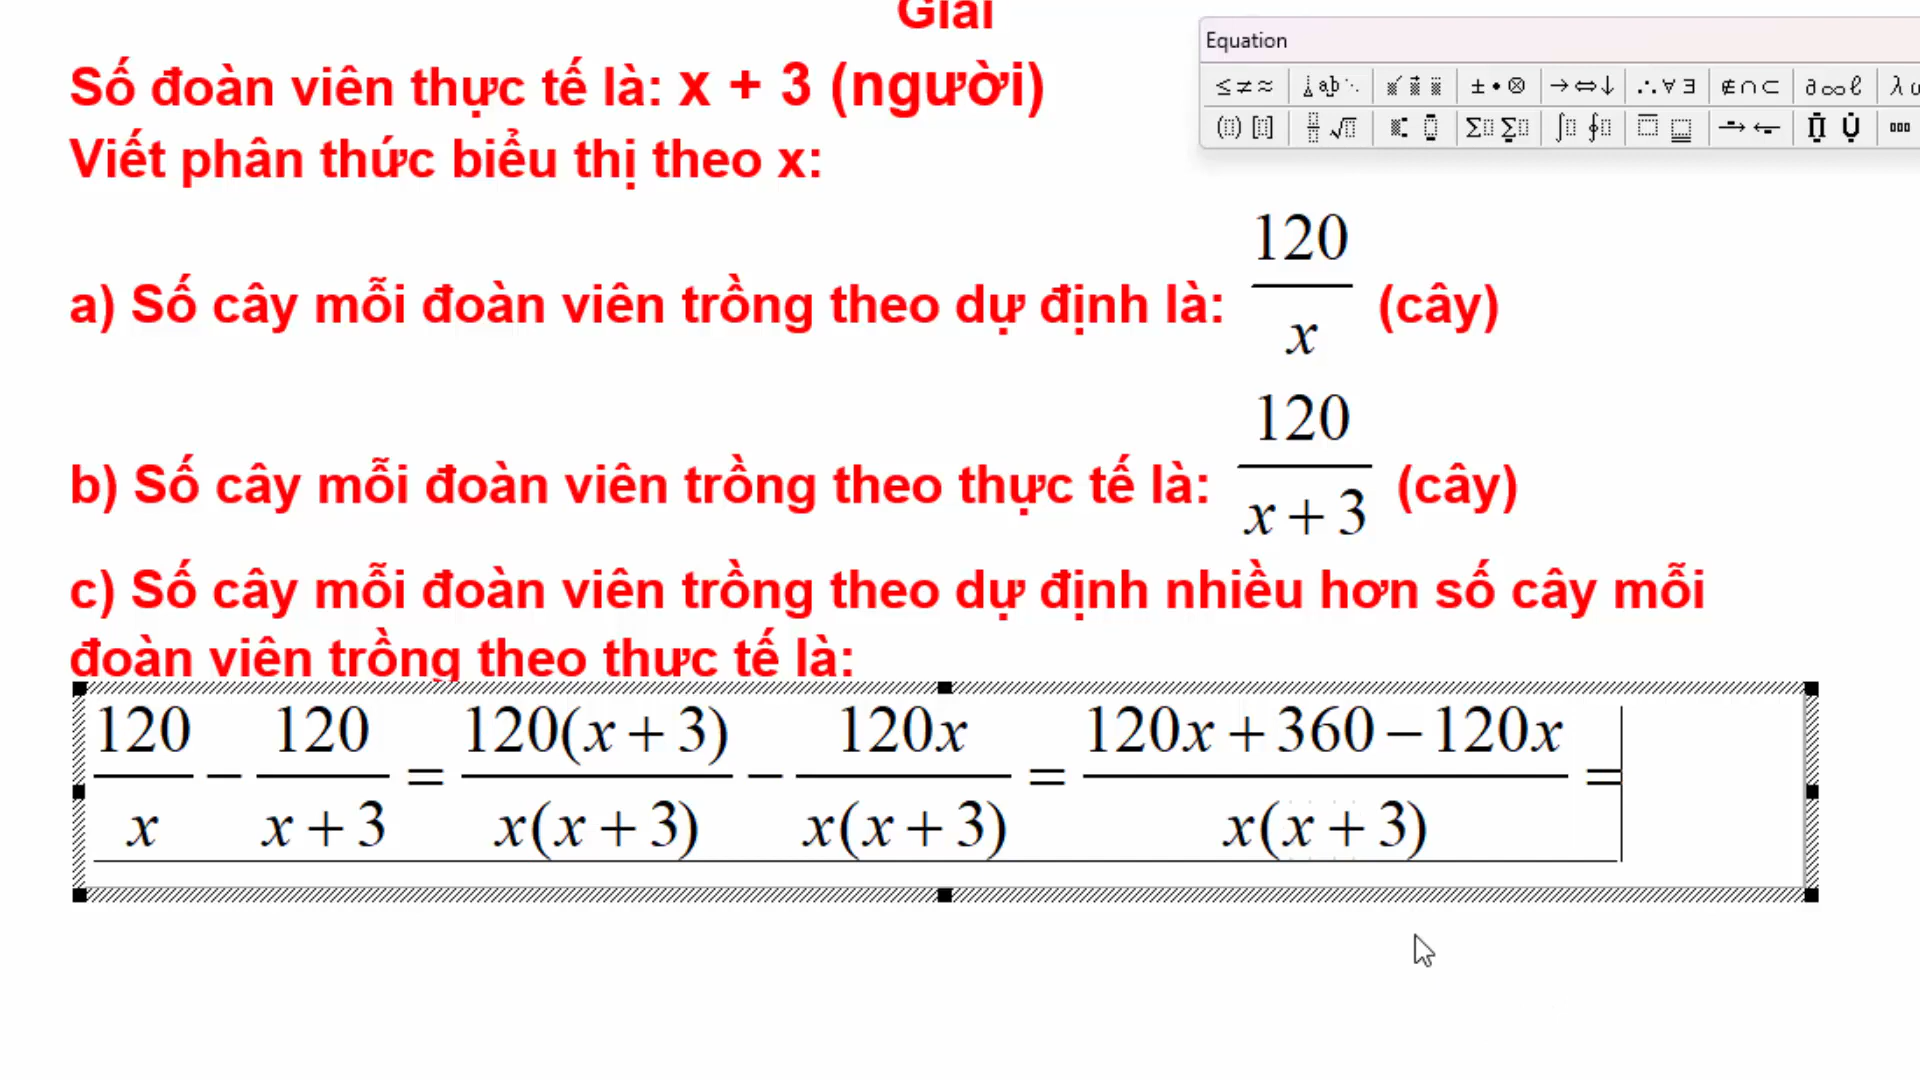 Giải
Số đoàn viên thực tế là: x + 3 (người)
Viết phân thức biểu thị theo x:
a) Số cây mỗi đoàn viên trồng theo dự định là: 120/x (cây)
b) Số cây mỗi đoàn viên trồng theo thực tế là: 120/(x+3) (cây)
c) Số cây mỗi đoàn viên trồng theo dự định nhiều hơn số cây mỗi
đoàn viên trồng theo thực tế là:
120/x − 120/(x+3) = 120(x+3)/x(x+3) − 120x/x(x+3) = (120x+360−120x)/x(x+3) =
Equation